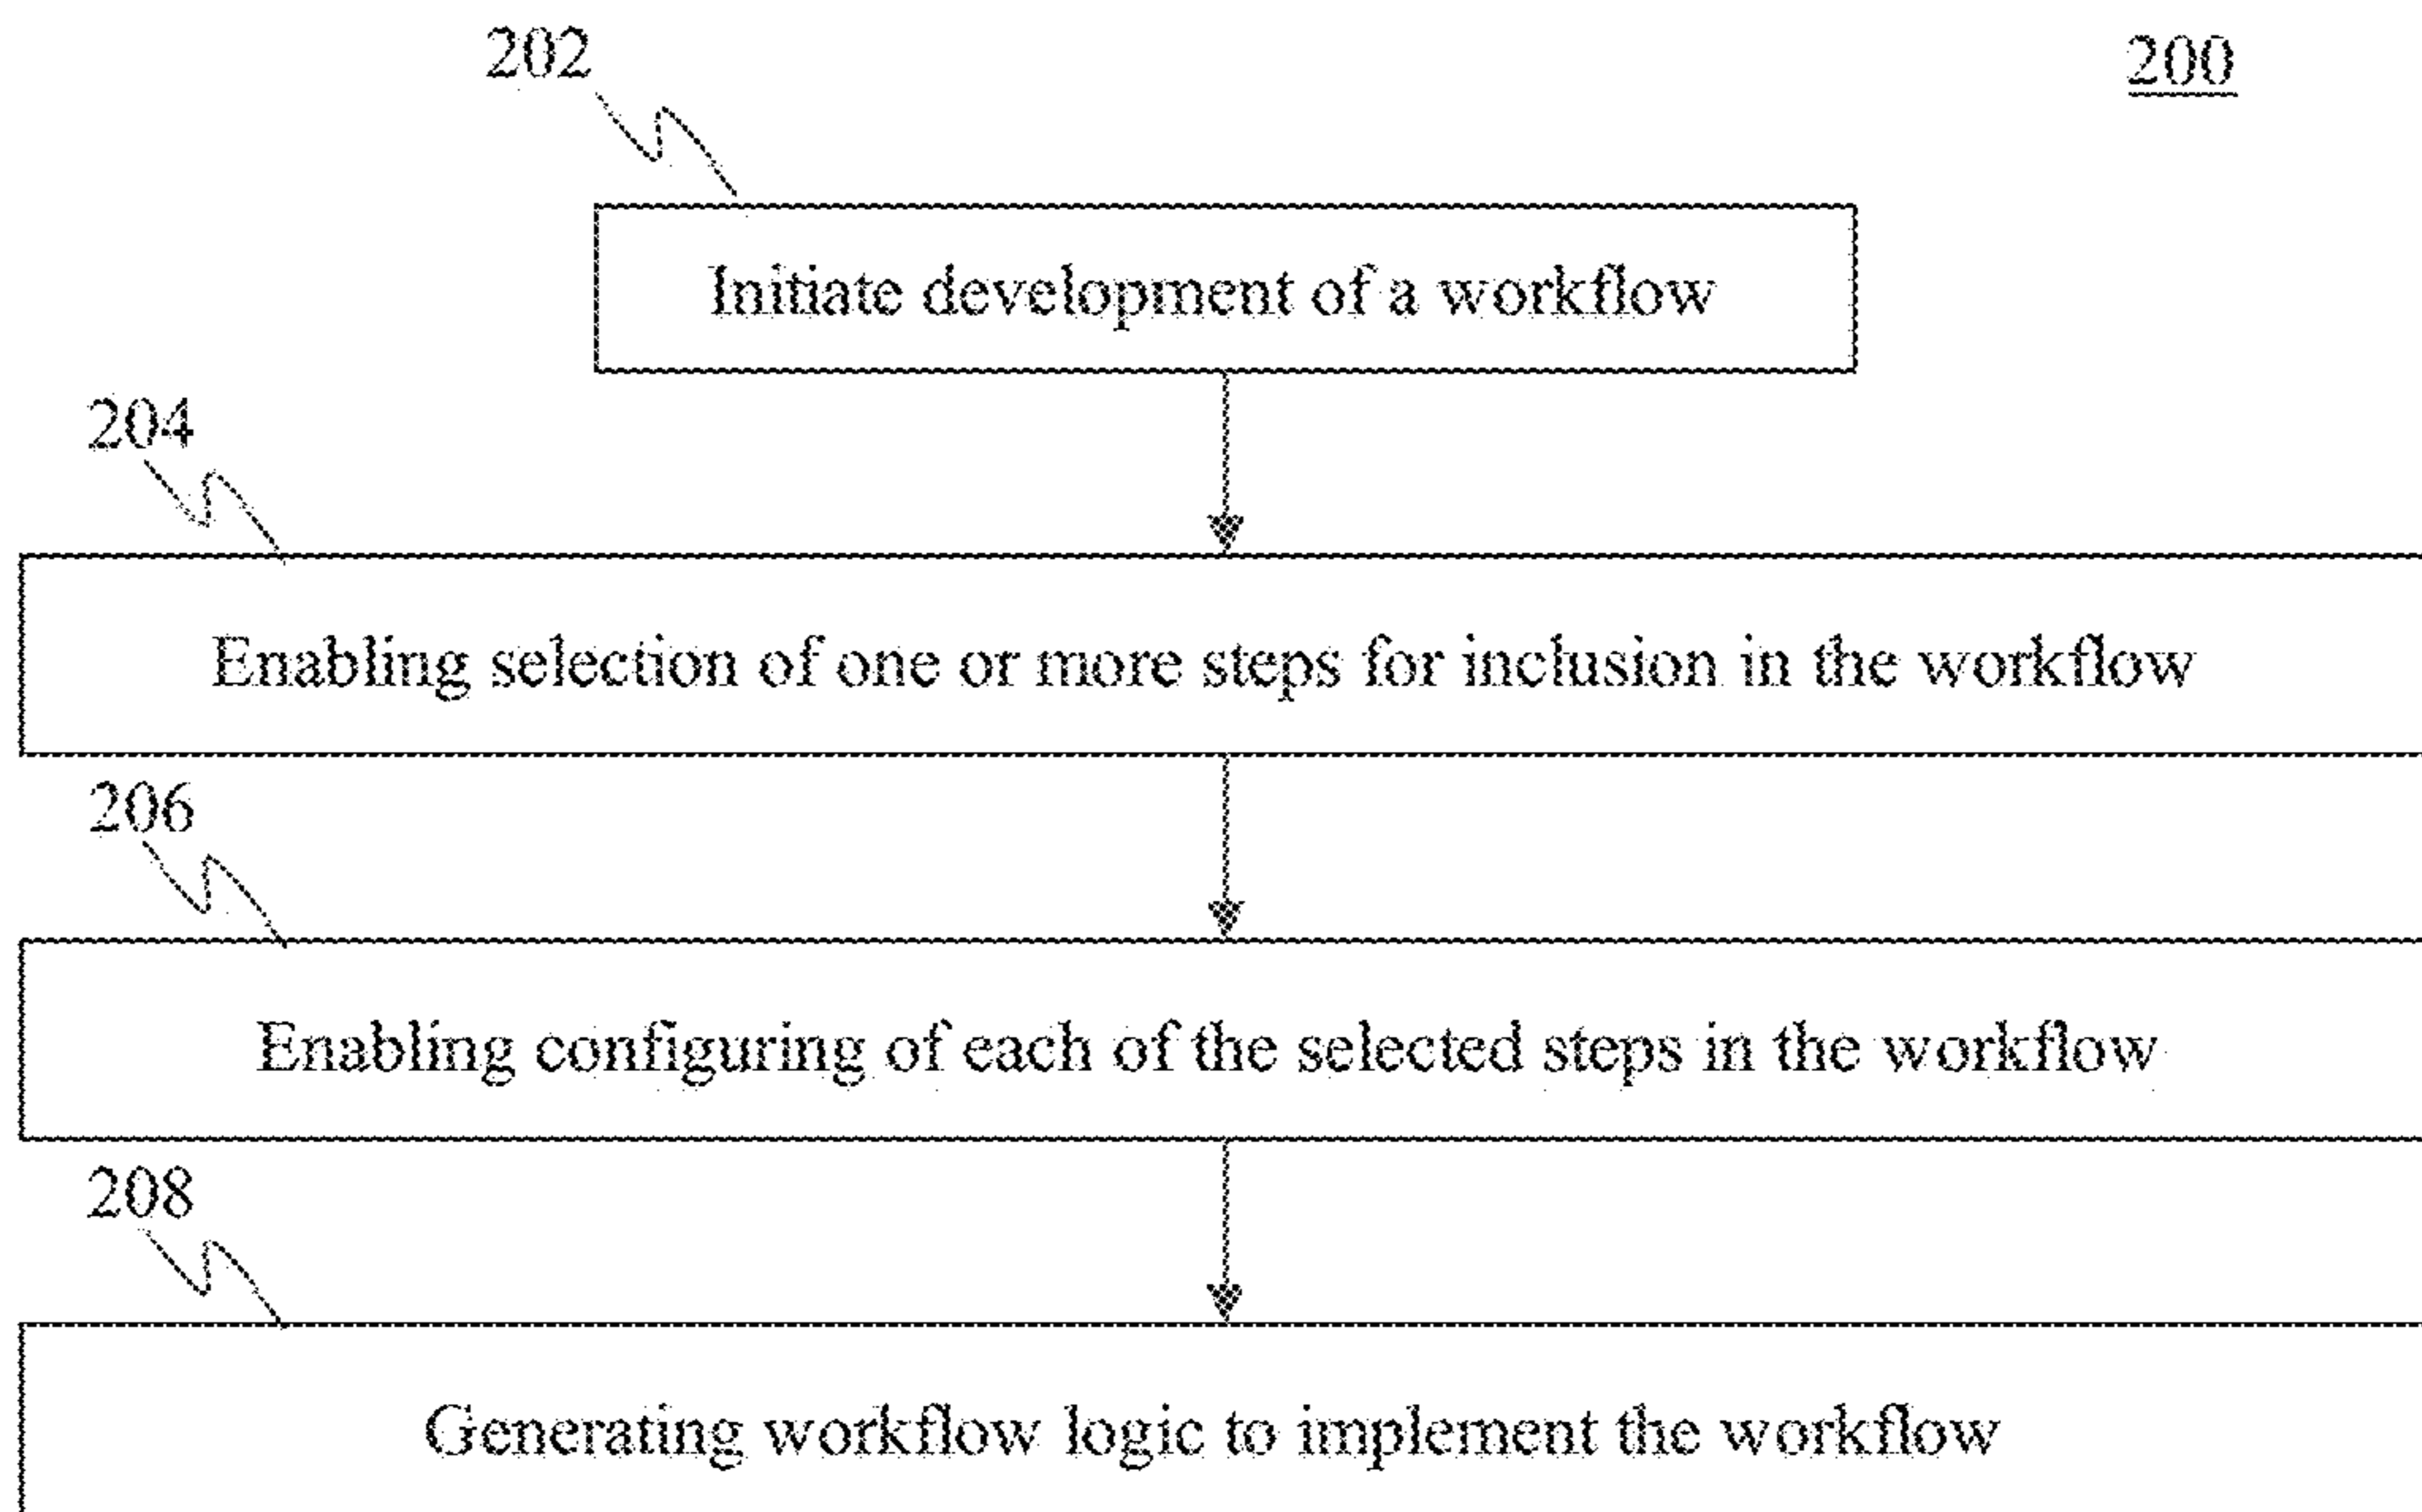 202
200
Initiate development of a workflow
204
Enabling selection of one or more steps for inclusion in the workflow
206
Enabling configuring of each of the selected steps in the workflow
208
Generating workflow logic to implement the workflow